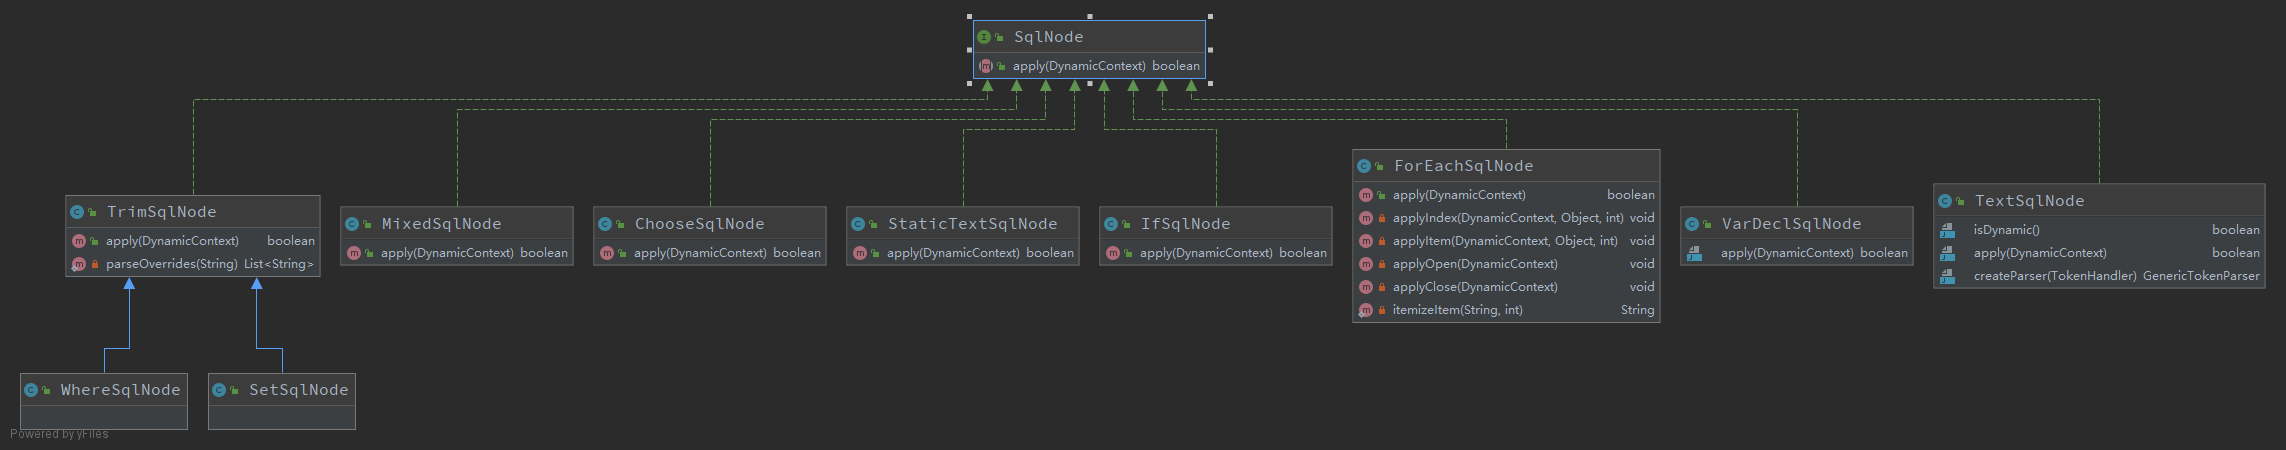 SqlNode
apply(DynamicContext) boolean
TrimSqlNode
apply(DynamicContext) boolean
parseOverrides(String) List<String>
MixedSqlNode
apply(DynamicContext) boolean
ChooseSqlNode
apply(DynamicContext) boolean
StaticTextSqlNode
apply(DynamicContext) boolean
IfSqlNode
apply(DynamicContext) boolean
ForEachSqlNode
apply(DynamicContext) boolean
applyIndex(DynamicContext, Object, int) void
applyItem(DynamicContext, Object, int) void
applyOpen(DynamicContext) void
applyClose(DynamicContext) void
itemizeItem(String, int) String
VarDeclSqlNode
apply(DynamicContext) boolean
TextSqlNode
isDynamic() boolean
apply(DynamicContext) boolean
createParser(TokenHandler) GenericTokenParser
WhereSqlNode
SetSqlNode
Powered by yFiles